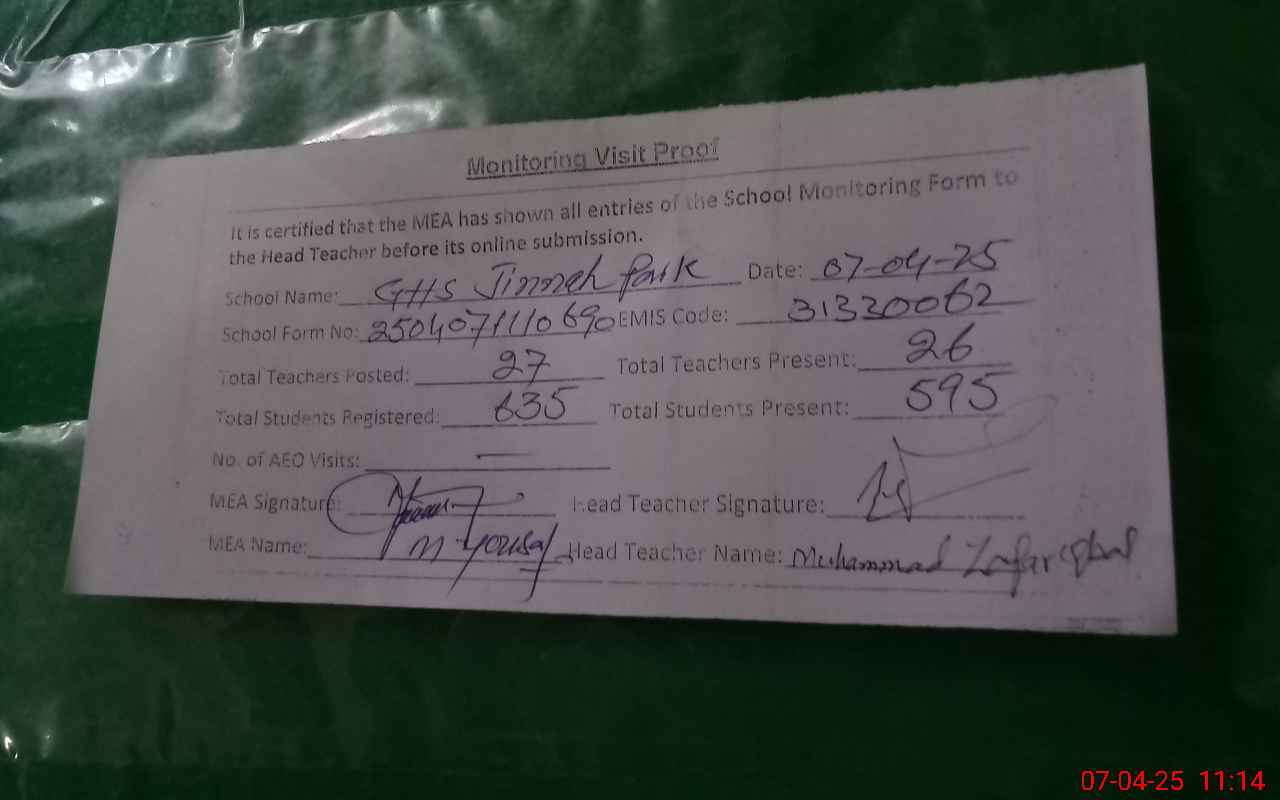 Monitoring Visit Proof
It is certified that the MEA has shown all entries of the School Monitoring Form to
the Head Teacher before its online submission.
School Name: GHS Jinnah Park Date: 07-04-25
School Form No: 25040711110690 EMIS Code: 31330062
Total Teachers Posted: 27 Total Teachers Present: 26
Total Students Registered: 635 Total Students Present: 595
No. of AEO Visits: —
MEA Signature: Head Teacher Signature:
MEA Name: M Yousaf Head Teacher Name: Muhammad Zafar iqbal
07-04-25 11:14